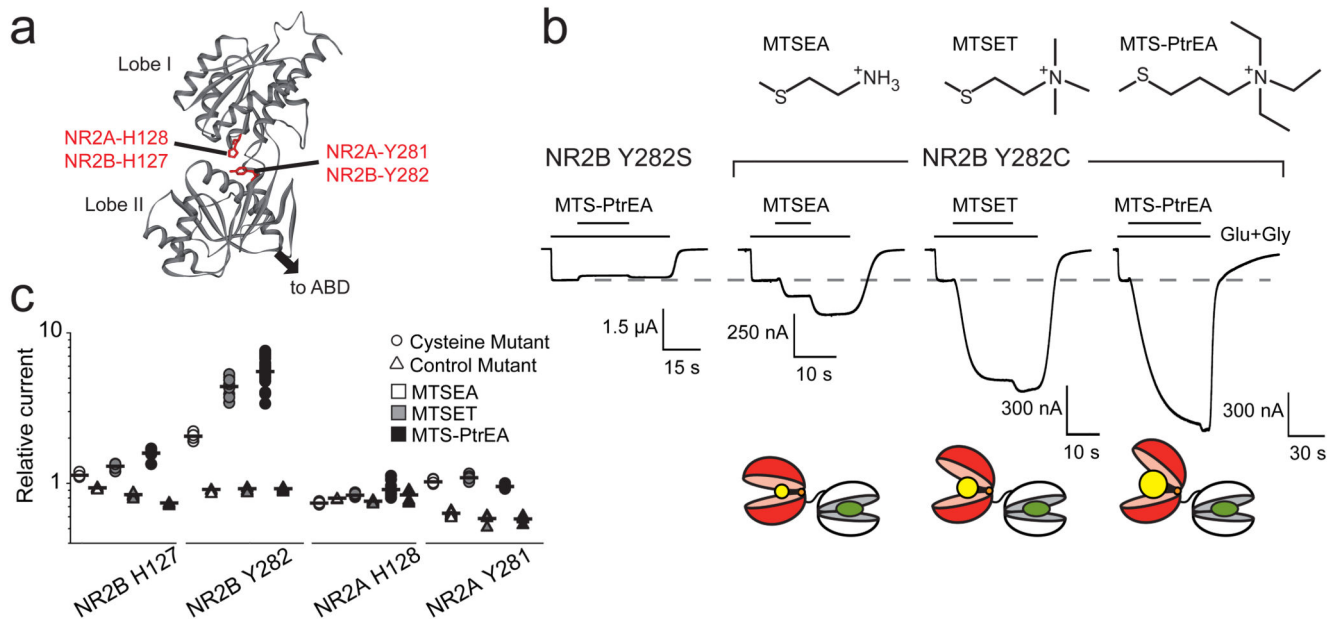 a
Lobe I
NR2A-H128
NR2B-H127
NR2A-Y281
NR2B-Y282
Lobe II
to ABD
b
MTSEA
MTSET
MTS-PtrEA
S
+NH3
S
+N
S
+N
NR2B Y282S
NR2B Y282C
MTS-PtrEA
MTSEA
MTSET
MTS-PtrEA
Glu+Gly
1.5 µA
15 s
250 nA
10 s
300 nA
10 s
300 nA
30 s
c
Relative current
10
1
Cysteine Mutant
Control Mutant
MTSEA
MTSET
MTS-PtrEA
NR2B H127
NR2B Y282
NR2A H128
NR2A Y281